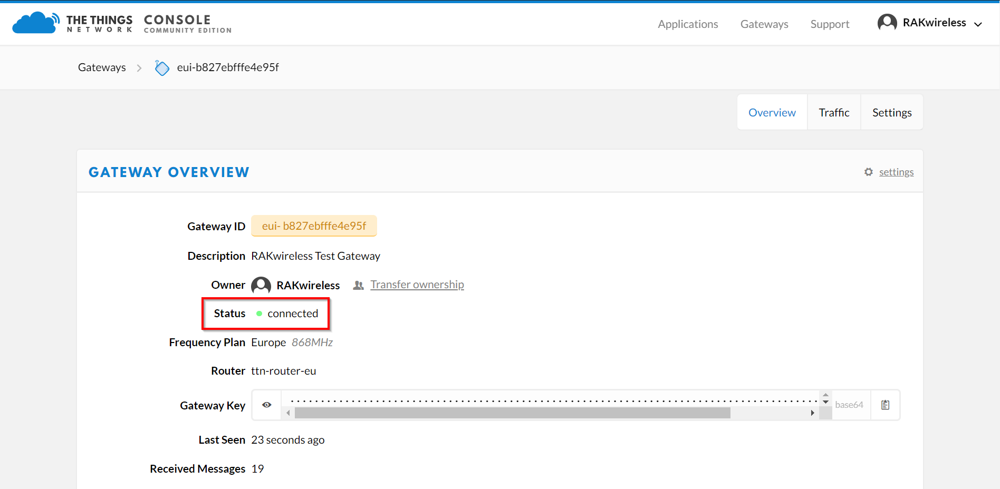 THE THINGS NETWORK CONSOLE COMMUNITY EDITION
Applications Gateways Support RAKwireless
Gateways eui-b827ebfffe4e95f
Overview Traffic Settings
GATEWAY OVERVIEW settings
Gateway ID eui- b827ebfffe4e95f
Description RAKwireless Test Gateway
Owner RAKwireless Transfer ownership
Status connected
Frequency Plan Europe 868MHz
Router ttn-router-eu
Gateway Key base64
Last Seen 23 seconds ago
Received Messages 19